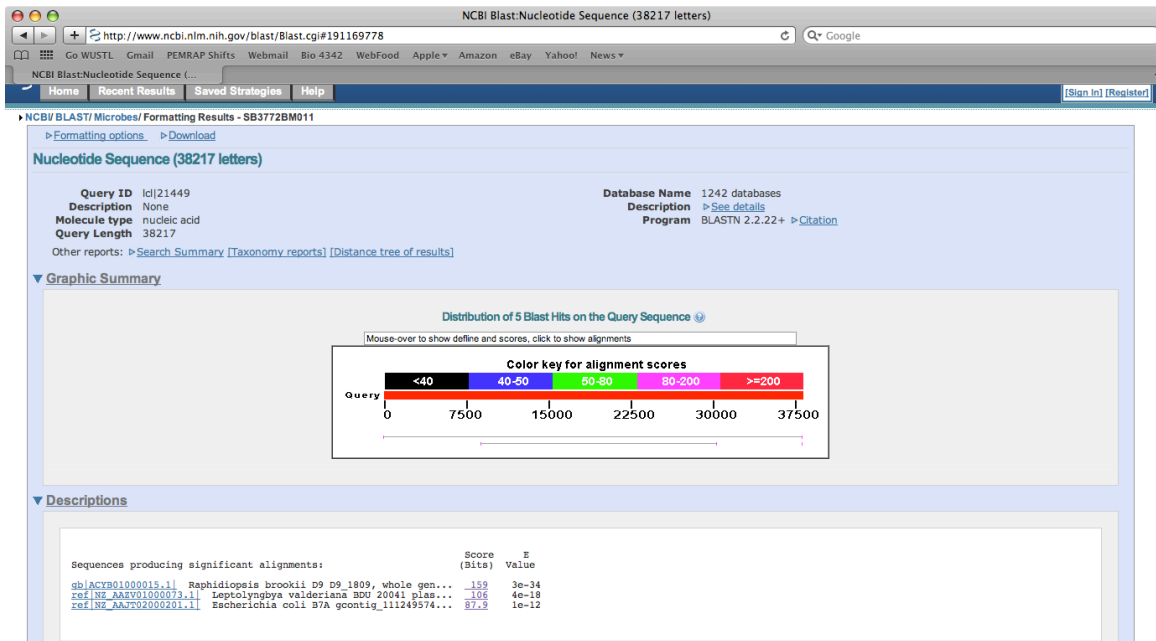 NCBI Blast:Nucleotide Sequence (38217 letters)
http://www.ncbi.nlm.nih.gov/blast/Blast.cgi#191169778
Google
Go WUSTL Gmail PEMRAP Shifts Webmail Bio 4342 WebFood Apple Amazon eBay Yahoo! News
NCBI Blast:Nucleotide Sequence (...
Home Recent Results Saved Strategies Help [Sign In] [Register]
NCBI/ BLAST/ Microbes/ Formatting Results - SB3772BM011
Formatting options Download
Nucleotide Sequence (38217 letters)
Query ID lcl|21449 Database Name 1242 databases
Description None Description See details
Molecule type nucleic acid Program BLASTN 2.2.22+ Citation
Query Length 38217
Other reports: Search Summary [Taxonomy reports] [Distance tree of results]
Graphic Summary
Distribution of 5 Blast Hits on the Query Sequence
Mouse-over to show defline and scores, click to show alignments
Color key for alignment scores
<40 40-50 50-80 80-200 >=200
Query
0 7500 15000 22500 30000 37500
Descriptions
Score E
Sequences producing significant alignments: (Bits) Value
gb|ACYB01000015.1| Raphidiopsis brookii D9 D9_1809, whole gen... 159 3e-34
ref|NZ_AAZV01000073.1| Leptolyngbya valderiana BDU 20041 plas... 106 4e-18
ref|NZ_AAJT02000201.1| Escherichia coli B7A gcontig_111249574... 87.9 1e-12